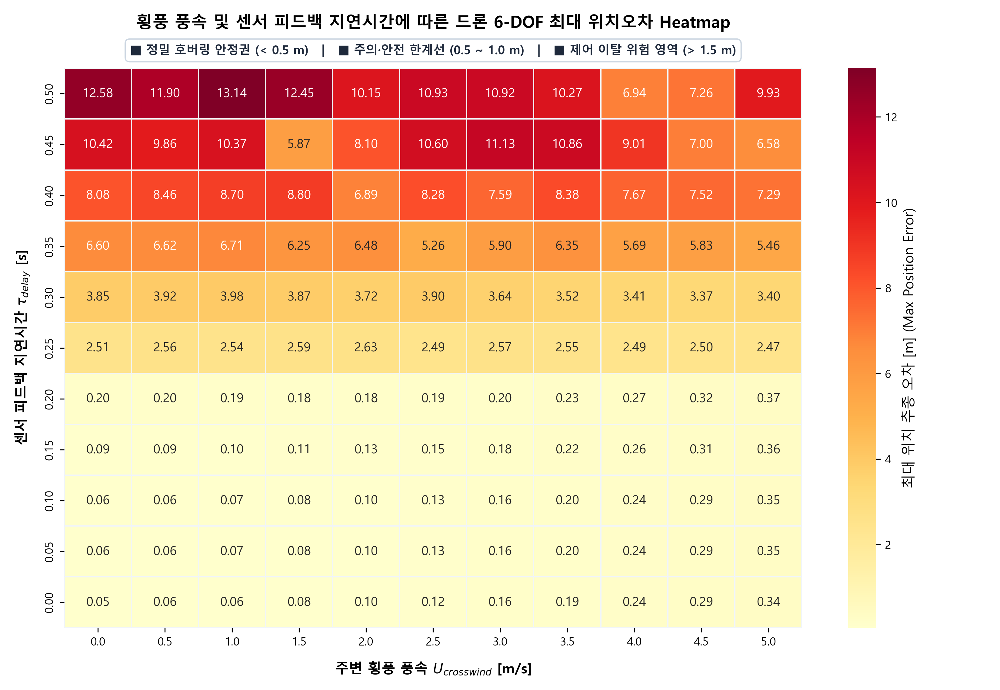 횡풍 풍속 및 센서 피드백 지연시간에 따른 드론 6-DOF 최대 위치오차 Heatmap
■ 정밀 호버링 안정권 (< 0.5 m) | ■ 주의·안전 한계선 (0.5 ~ 1.0 m) | ■ 제어 이탈 위험 영역 (> 1.5 m)
센서 피드백 지연시간 τdelay [s]
0.50 12.58 11.90 13.14 12.45 10.15 10.93 10.92 10.27 6.94 7.26 9.93
0.45 10.42 9.86 10.37 5.87 8.10 10.60 11.13 10.86 9.01 7.00 6.58
0.40 8.08 8.46 8.70 8.80 6.89 8.28 7.59 8.38 7.67 7.52 7.29
0.35 6.60 6.62 6.71 6.25 6.48 5.26 5.90 6.35 5.69 5.83 5.46
0.30 3.85 3.92 3.98 3.87 3.72 3.90 3.64 3.52 3.41 3.37 3.40
0.25 2.51 2.56 2.54 2.59 2.63 2.49 2.57 2.55 2.49 2.50 2.47
0.20 0.20 0.20 0.19 0.18 0.18 0.19 0.20 0.23 0.27 0.32 0.37
0.15 0.09 0.09 0.10 0.11 0.13 0.15 0.18 0.22 0.26 0.31 0.36
0.10 0.06 0.06 0.07 0.08 0.10 0.13 0.16 0.20 0.24 0.29 0.35
0.05 0.06 0.06 0.07 0.08 0.10 0.13 0.16 0.20 0.24 0.29 0.35
0.00 0.05 0.06 0.06 0.08 0.10 0.12 0.16 0.19 0.24 0.29 0.34
0.0 0.5 1.0 1.5 2.0 2.5 3.0 3.5 4.0 4.5 5.0
주변 횡풍 풍속 Ucrosswind [m/s]
12
10
8
6
4
2
최대 위치 추종 오차 [m] (Max Position Error)